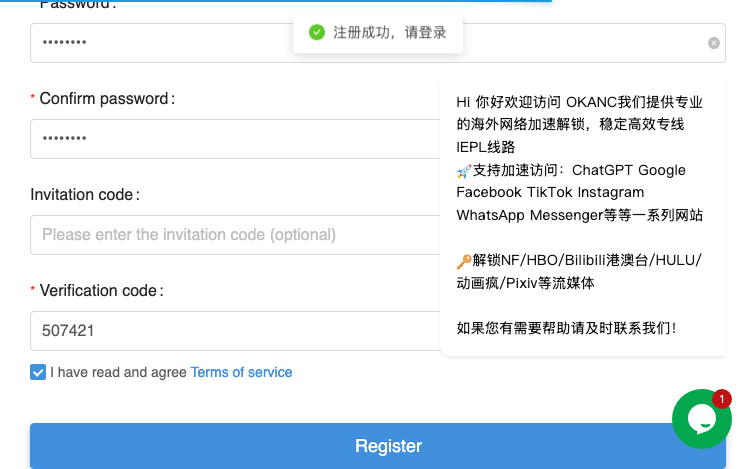 Password:
注册成功，请登录
••••••••
* Confirm password:
••••••••
Invitation code:
Please enter the invitation code (optional)
* Verification code:
507421
I have read and agree Terms of service
Register
Hi 你好欢迎访问 OKANC我们提供专业
的海外网络加速解锁，稳定高效专线
IEPL线路
🚀支持加速访问：ChatGPT Google
Facebook TikTok Instagram
WhatsApp Messenger等等一系列网站
🔑解锁NF/HBO/Bilibili港澳台/HULU/
动画疯/Pixiv等流媒体
如果您有需要帮助请及时联系我们！
1